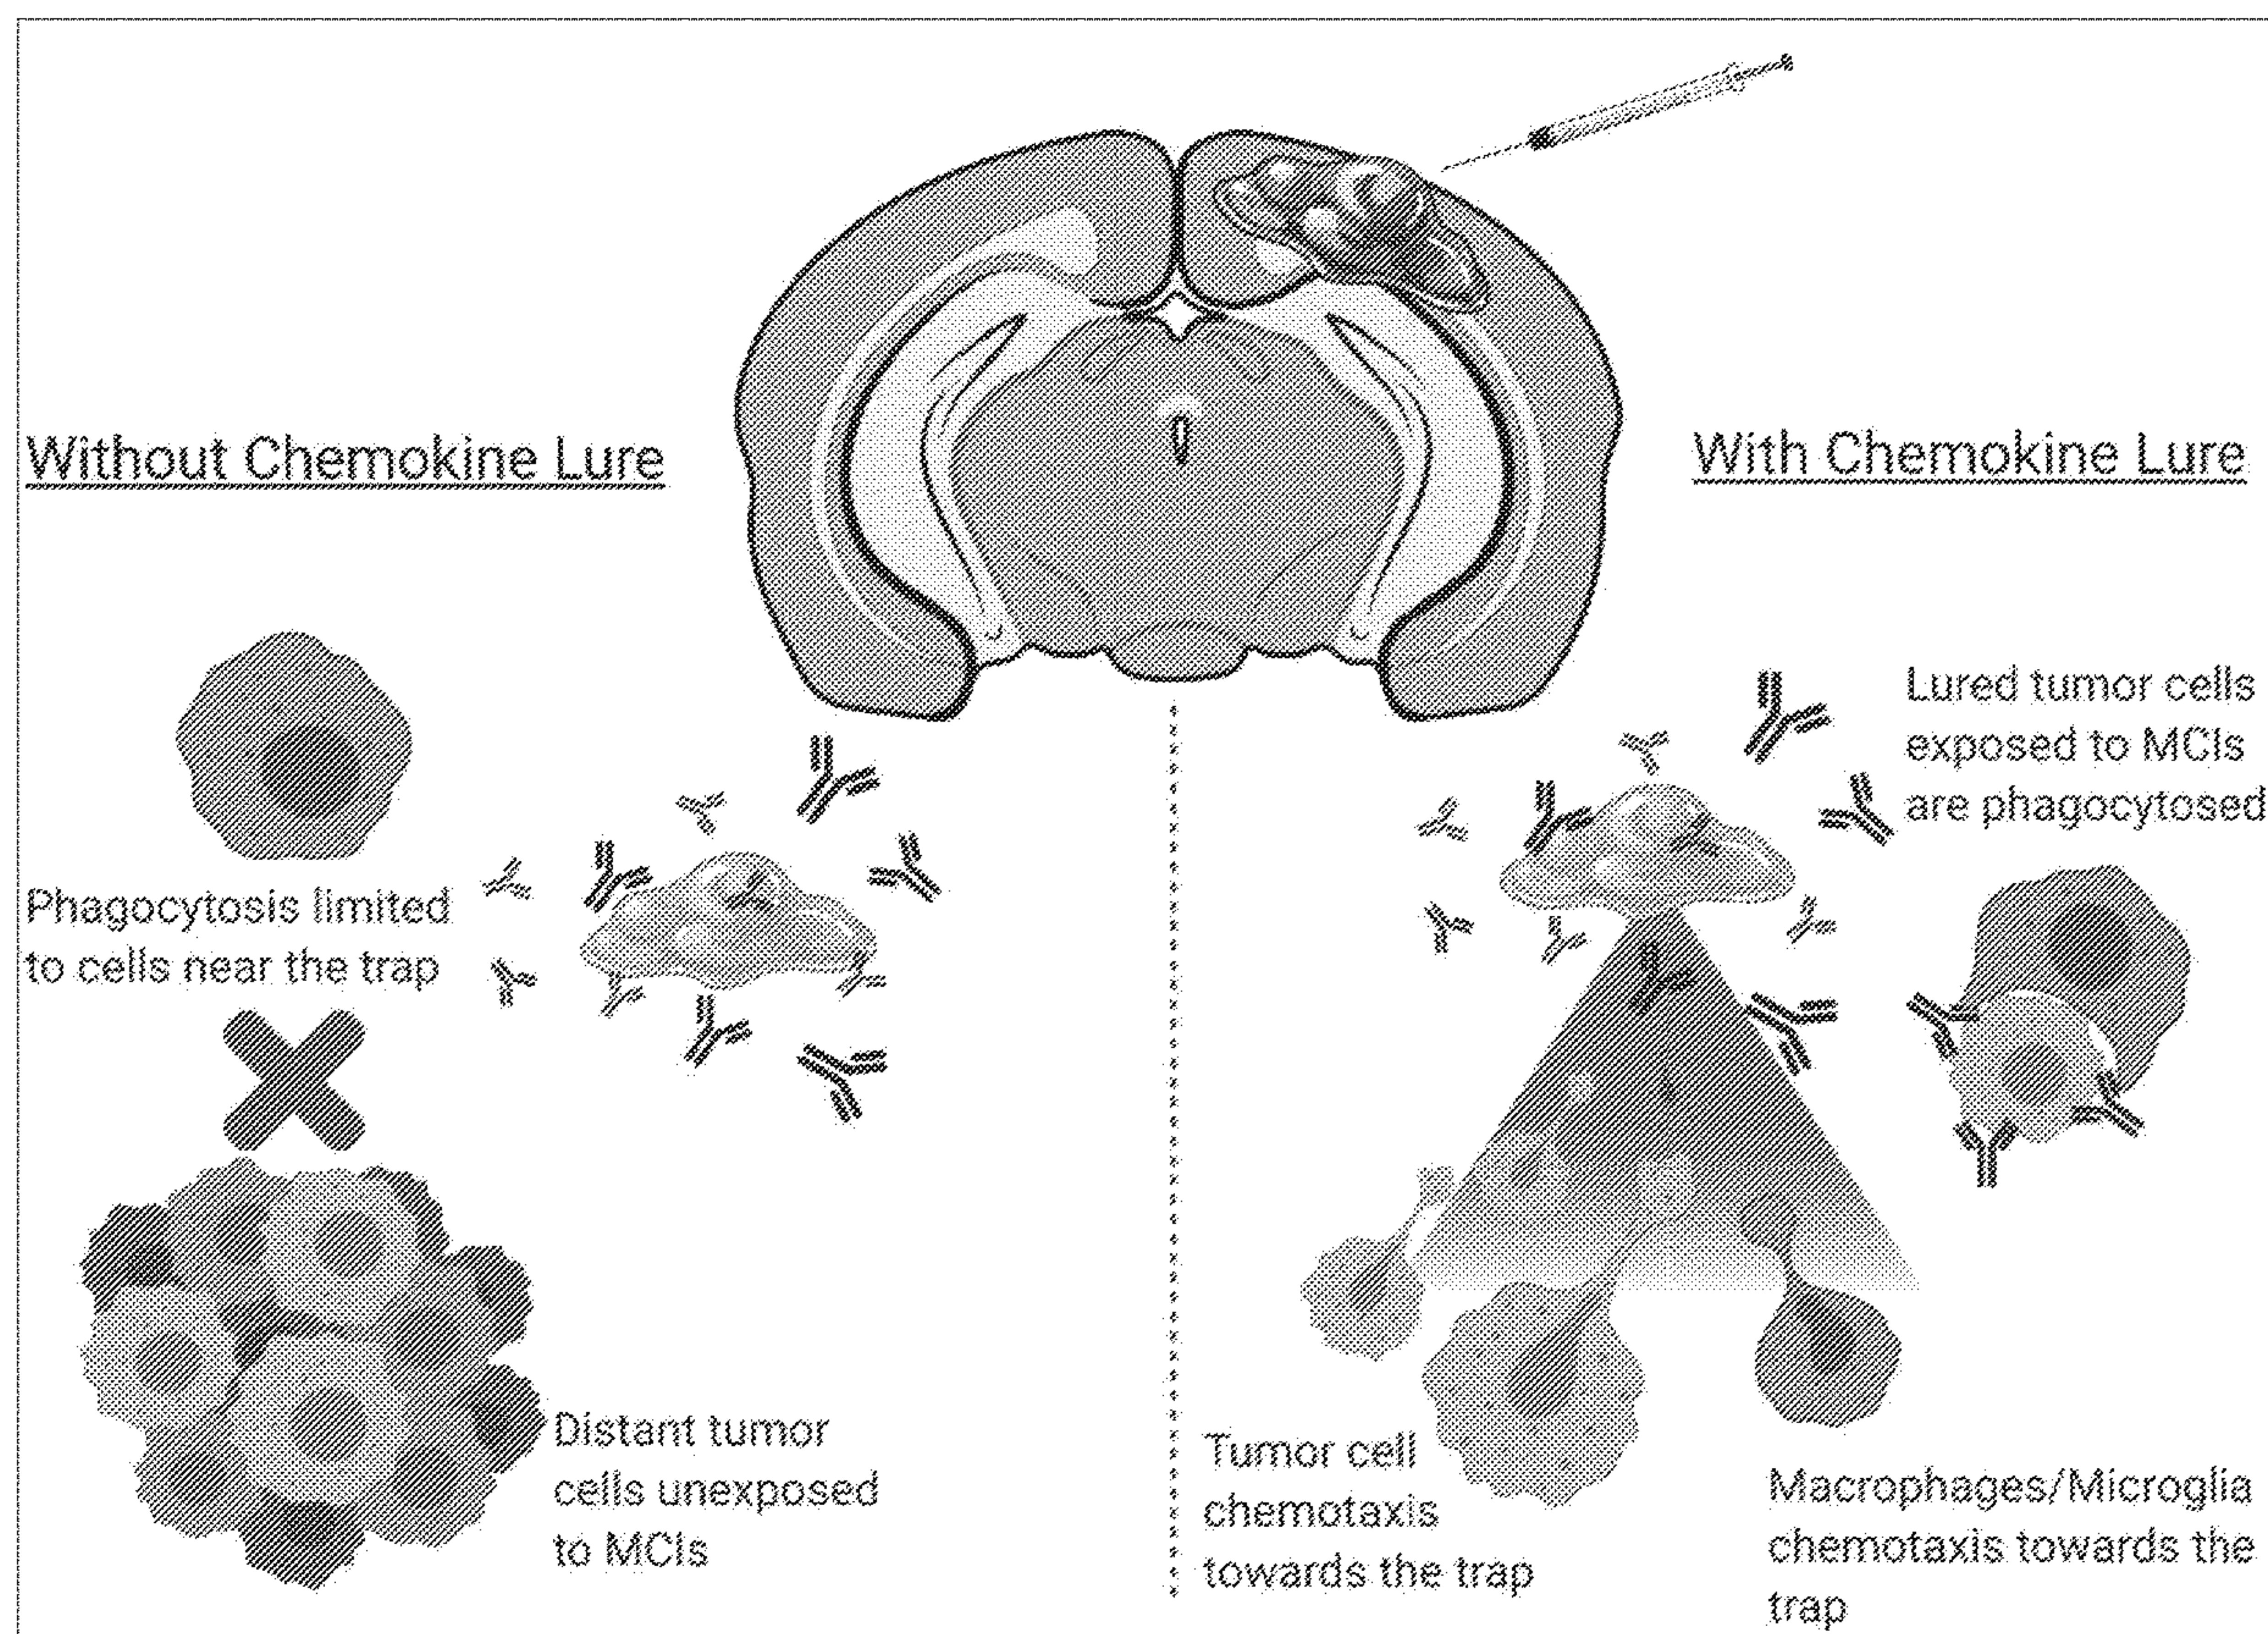 Without Chemokine Lure
Phagocytosis limited
to cells near the trap
Distant tumor
cells unexposed
to MCIs
With Chemokine Lure
Lured tumor cells
exposed to MCIs
are phagocytosed
Tumor cell
chemotaxis
towards the trap
Macrophages/Microglia
chemotaxis towards the
trap